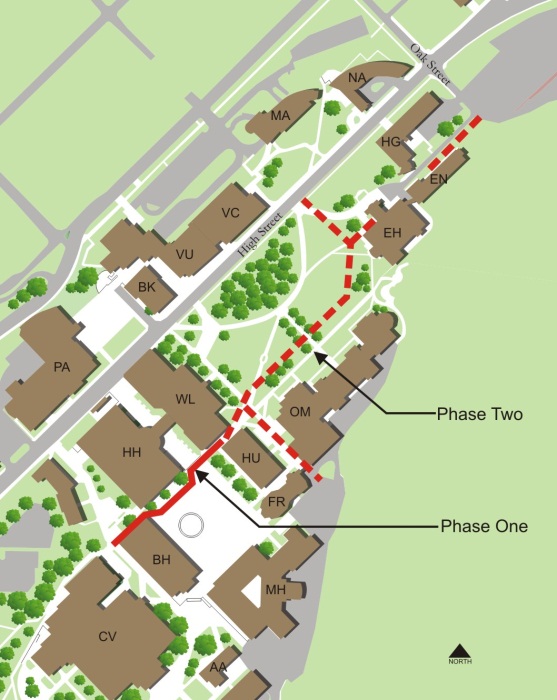 Oak Street
NA
MA
HG
EN
VC
High Street
EH
VU
BK
PA
WL
OM
Phase Two
HH
HU
FR
Phase One
BH
MH
CV
AA
NORTH